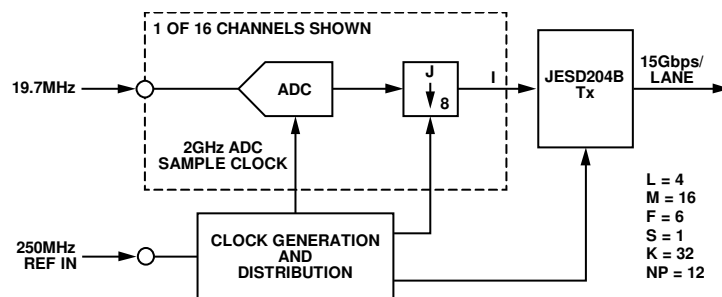 1 OF 16 CHANNELS SHOWN
19.7MHz
ADC
J
8
I
JESD204B
Tx
15Gbps/
LANE
2GHz ADC
SAMPLE CLOCK
250MHz
REF IN
CLOCK GENERATION
AND
DISTRIBUTION
L = 4
M = 16
F = 6
S = 1
K = 32
NP = 12